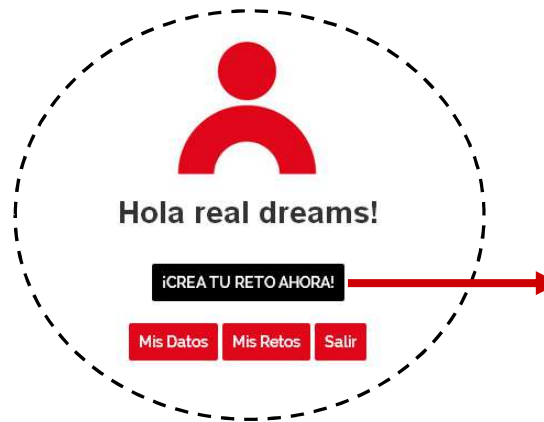 Hola real dreams!
¡CREA TU RETO AHORA!
Mis Datos Mis Retos Salir